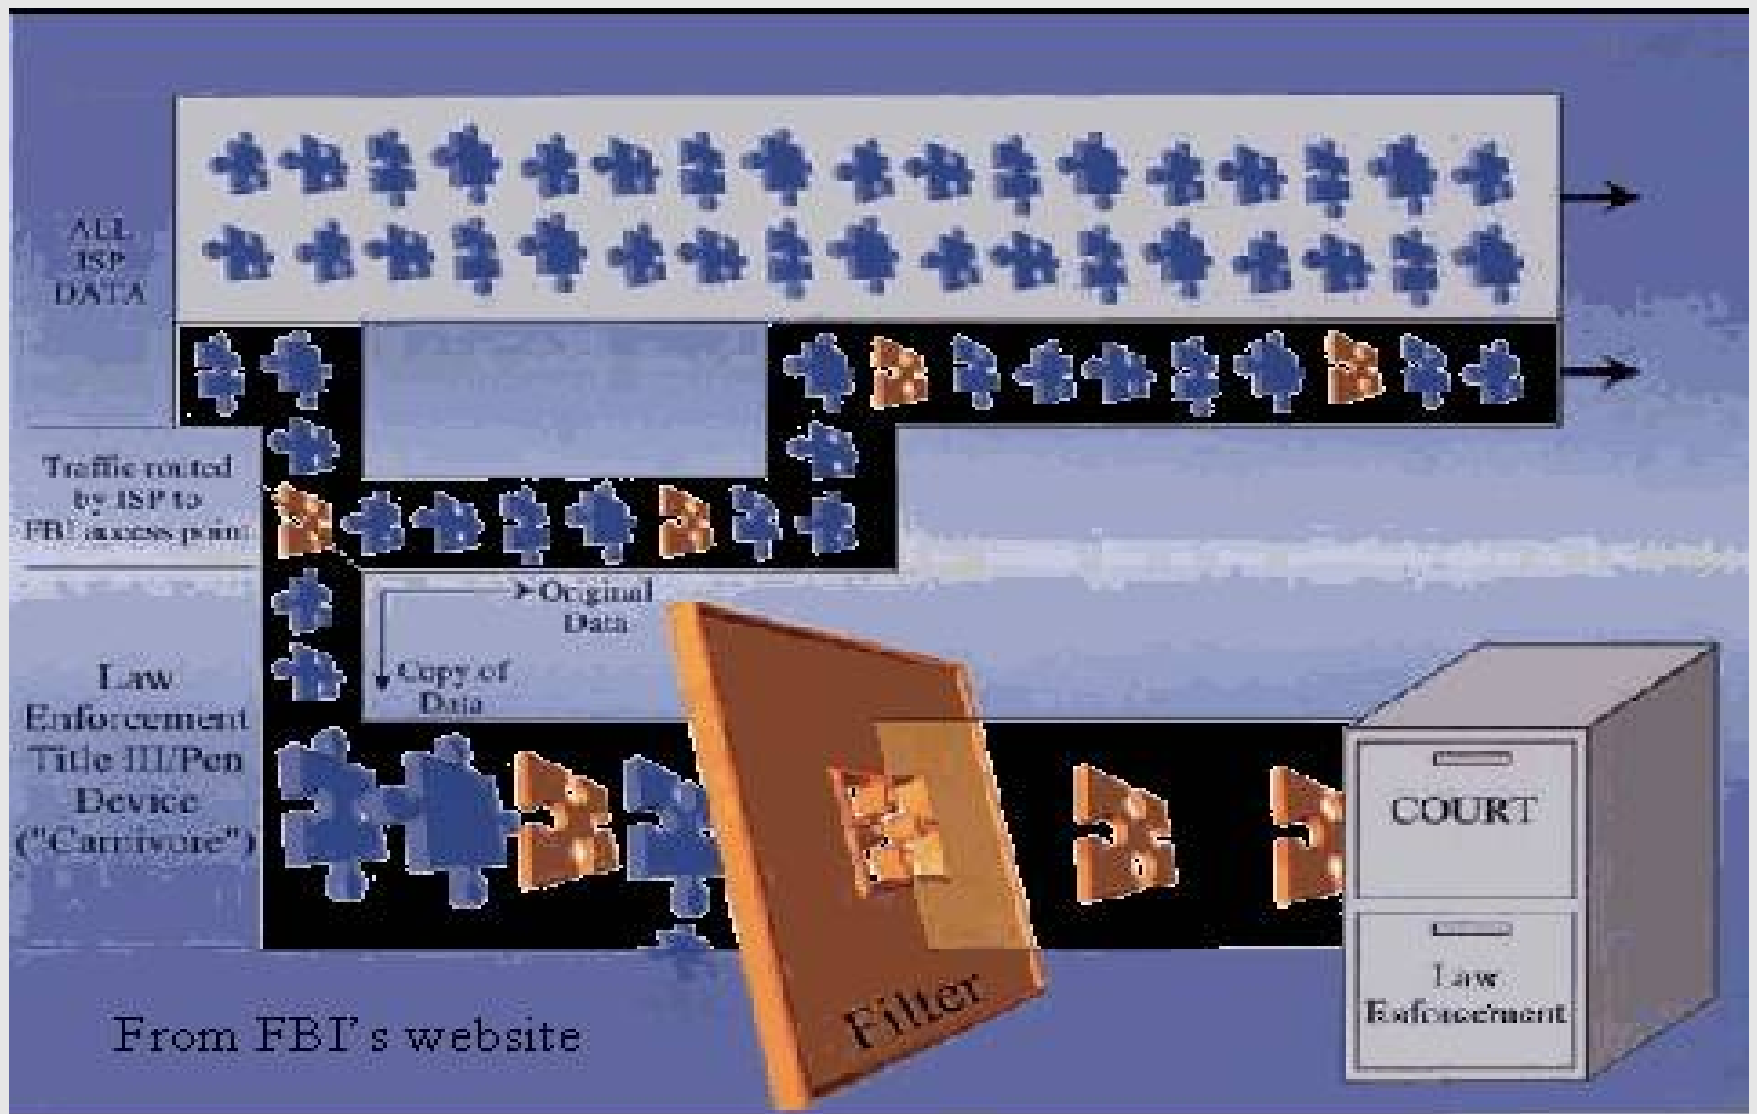 ALL
ISP
DATA
Traffic routed
by ISP to
FBI access point
Original
Data
Copy of
Data
Law
Enforcement
Title III/Pen
Device
("Carnivore")
Filter
COURT
Law
Enforcement
From FBI's website